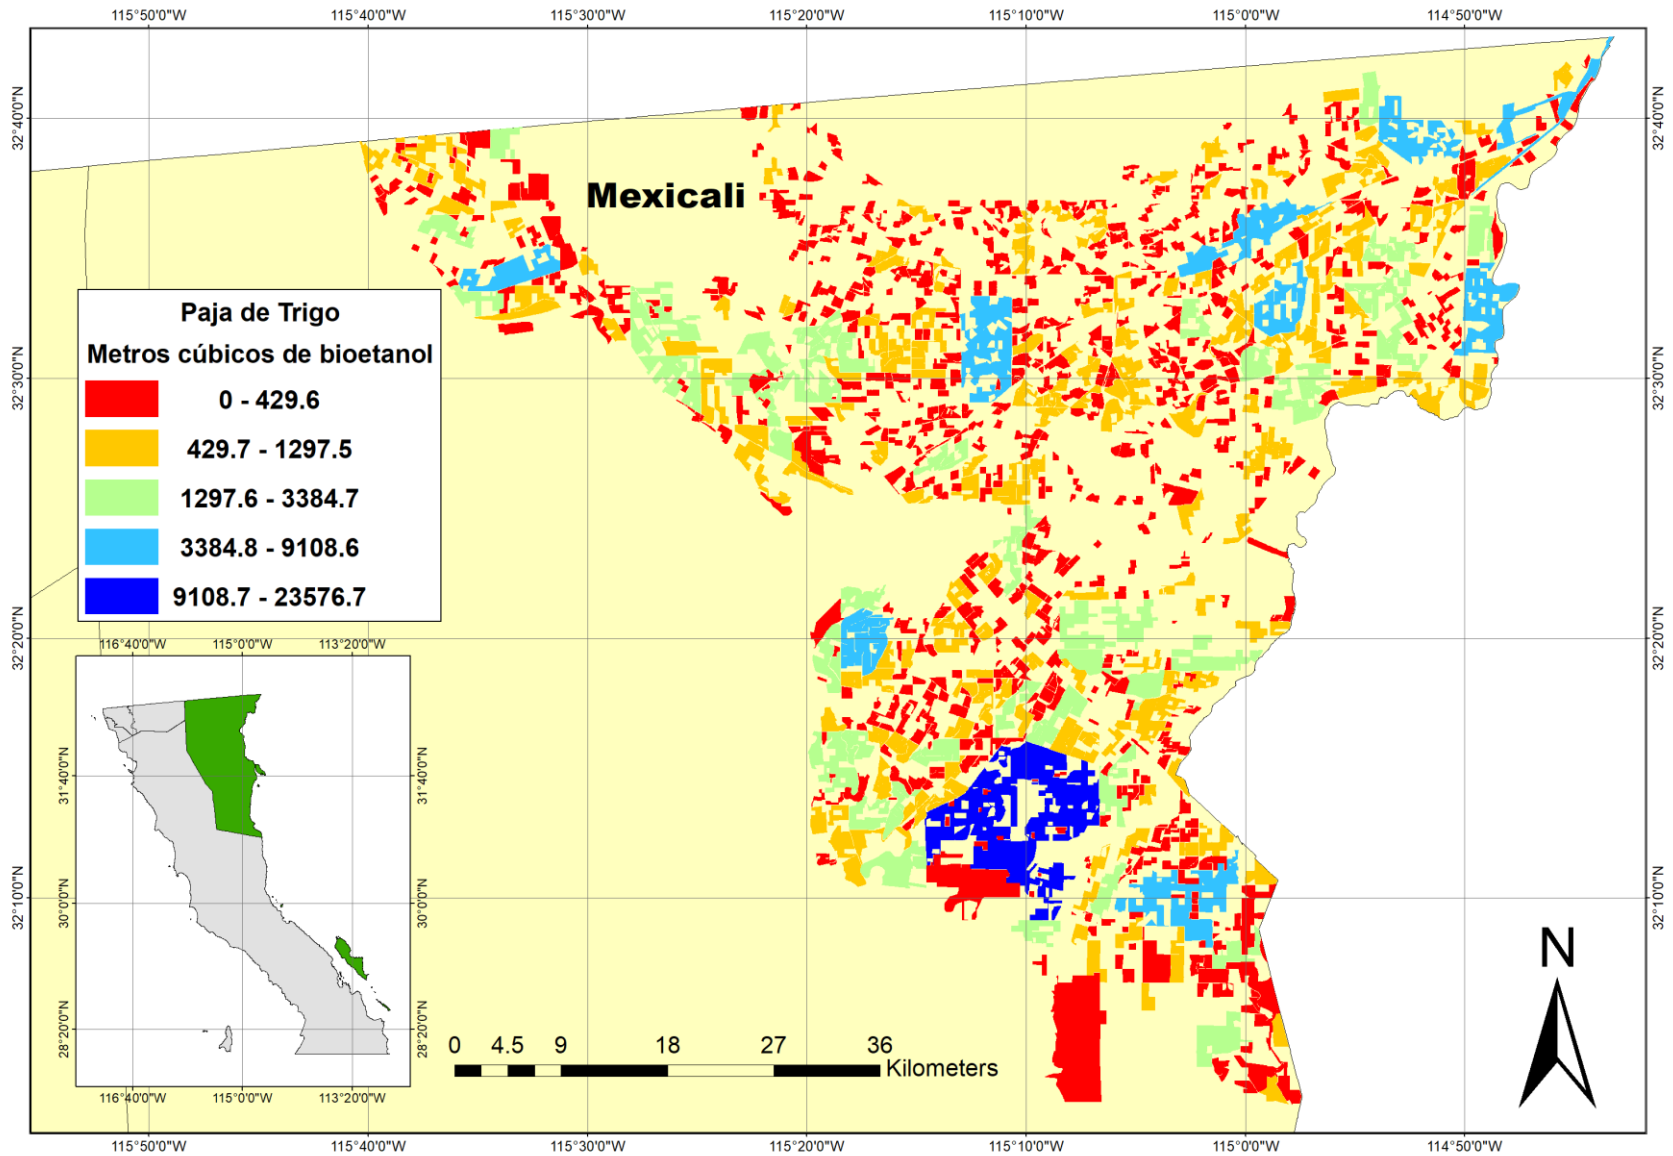 115°50'0"W 115°40'0"W 115°30'0"W 115°20'0"W 115°10'0"W 115°0'0"W 114°50'0"W
32°40'0"N 32°40'0"N
Mexicali
Paja de Trigo
Metros cúbicos de bioetanol
0 - 429.6
429.7 - 1297.5
1297.6 - 3384.7
3384.8 - 9108.6
9108.7 - 23576.7
32°30'0"N 32°30'0"N
32°20'0"N 32°20'0"N
116°40'0"W 115°0'0"W 113°20'0"W
31°40'0"N 31°40'0"N
32°10'0"N 32°10'0"N
30°0'0"N 30°0'0"N
N
28°20'0"N 28°20'0"N
0 4.5 9 18 27 36
Kilometers
116°40'0"W 115°0'0"W 113°20'0"W
115°50'0"W 115°40'0"W 115°30'0"W 115°20'0"W 115°10'0"W 115°0'0"W 114°50'0"W